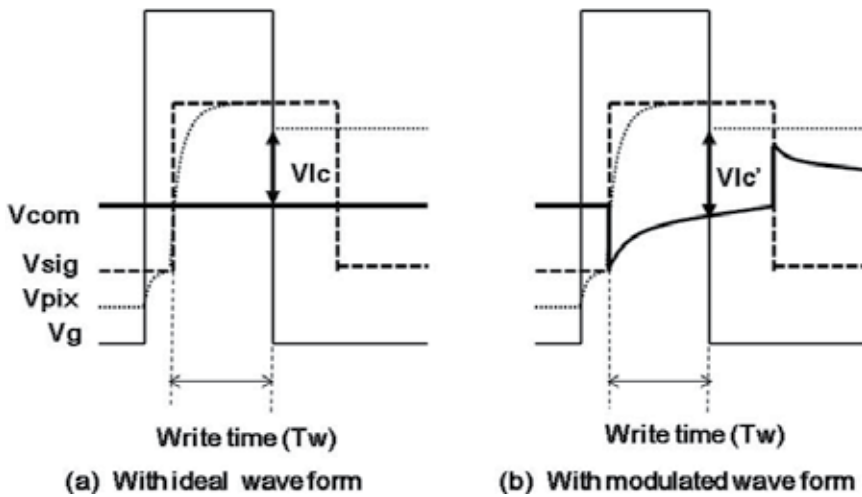 Vlc
Vcom
Vsig
Vpix
Vg
Write time (Tw)
(a) With ideal wave form
Vlc'
Write time (Tw)
(b) With modulated wave form